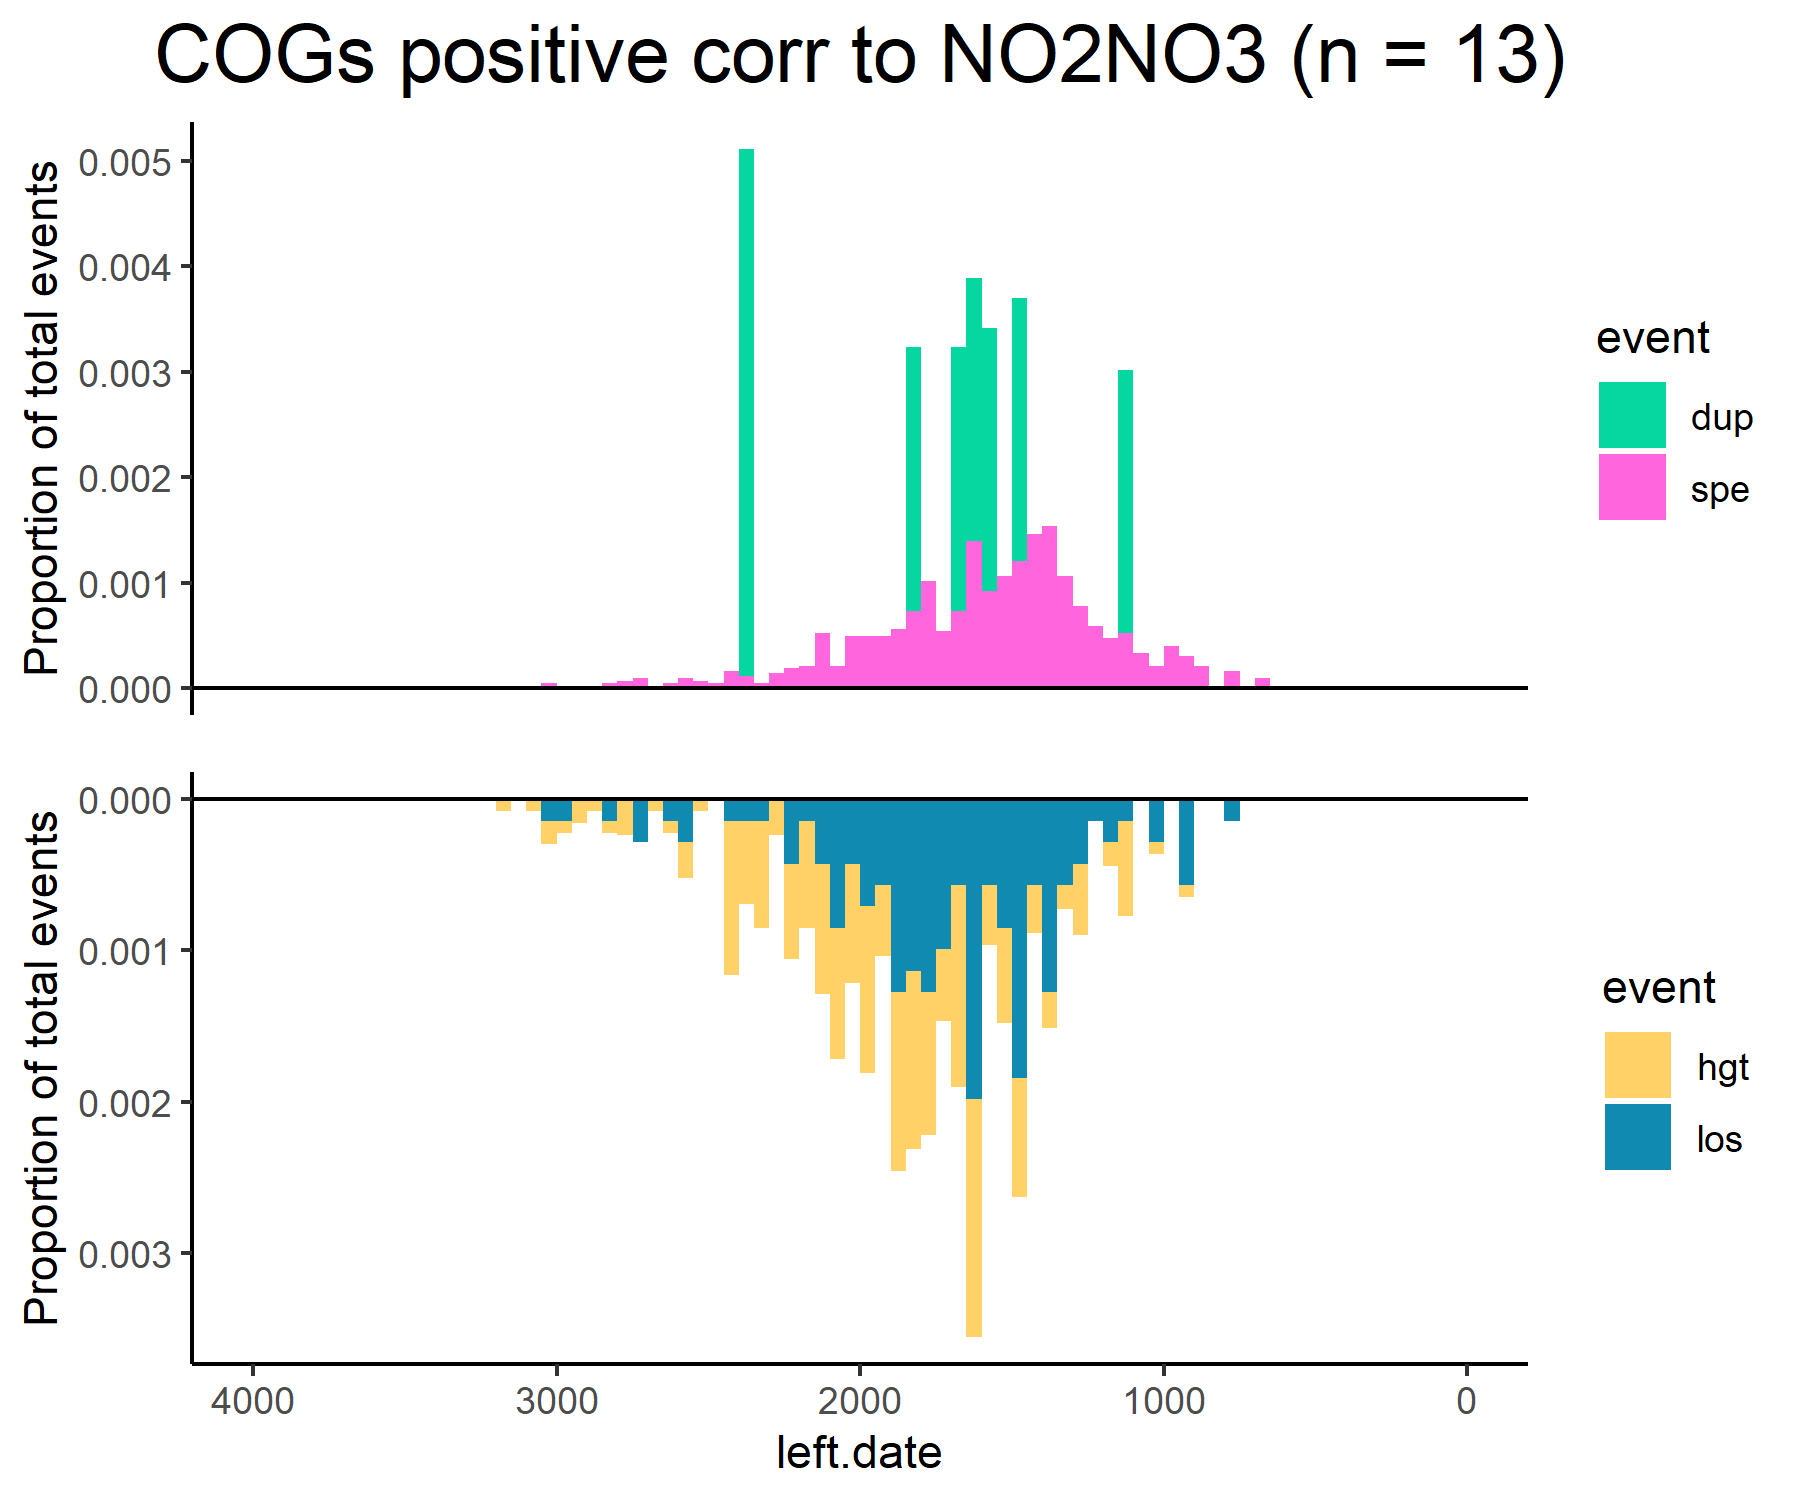 COGs positive corr to NO2NO3 (n = 13)
Proportion of total events
0.005
0.004
0.003
0.002
0.001
0.000
event
dup
spe
Proportion of total events
0.000
0.001
0.002
0.003
event
hgt
los
4000
3000
2000
1000
0
left.date